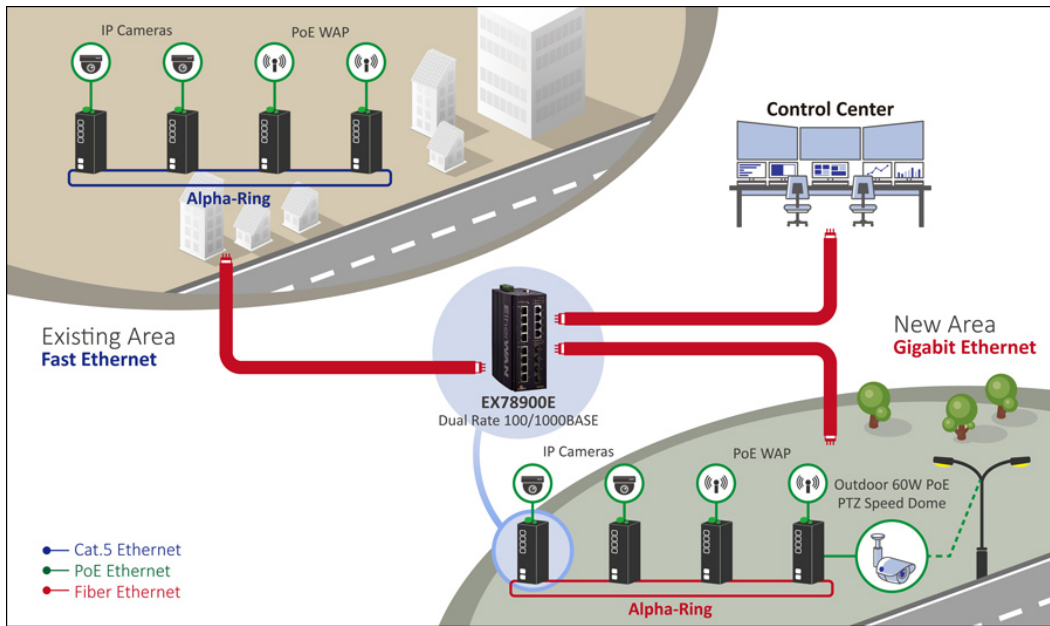 IP Cameras
PoE WAP
Alpha-Ring
Control Center
Existing Area
Fast Ethernet
EtherWAN
EX78900E
Dual Rate 100/1000BASE
New Area
Gigabit Ethernet
IP Cameras
PoE WAP
Outdoor 60W PoE
PTZ Speed Dome
Alpha-Ring
Cat.5 Ethernet
PoE Ethernet
Fiber Ethernet